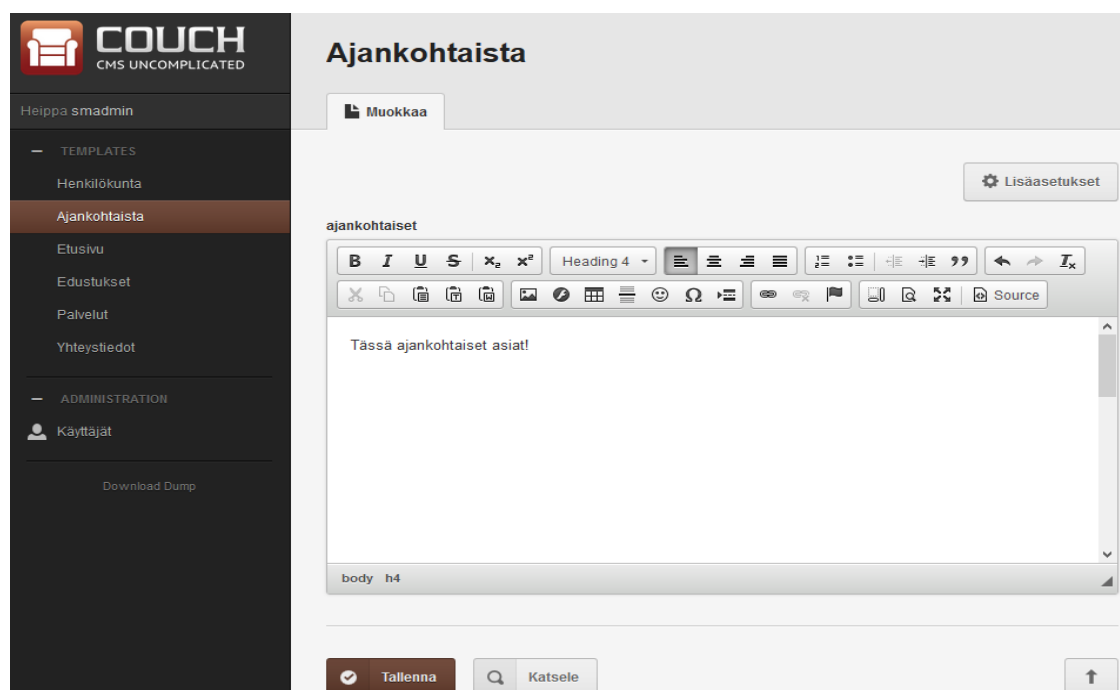 COUCH
CMS UNCOMPLICATED
Heippa smadmin
TEMPLATES
Henkilökunta
Ajankohtaista
Etusivu
Edustukset
Palvelut
Yhteystiedot
ADMINISTRATION
Käyttäjät
Download Dump
Ajankohtaista
Muokkaa
Lisäasetukset
ajankohtaiset
Heading 4
Source
Tässä ajankohtaiset asiat!
body h4
Tallenna
Katsele